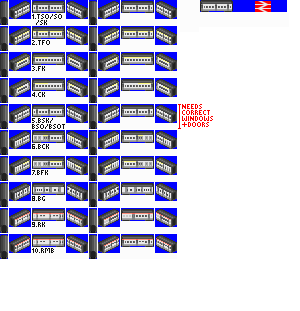 1.TSO/SO
/SK
2.TFO
3.FK
4.CK
5.BSK/
BSO/BSOT
6.BCK
7.BFK
8.BG
9.RK
10.RMB
NEEDS
CORRECT
WINDOWS
+DOORS